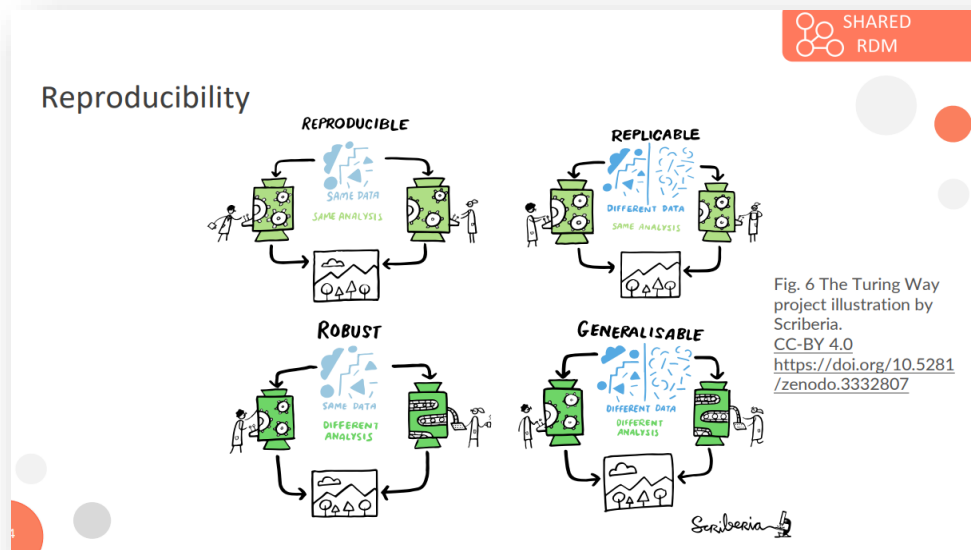 SHARED
RDM
Reproducibility
REPRODUCIBLE
SAME DATA
SAME ANALYSIS
REPLICABLE
DIFFERENT DATA
SAME ANALYSIS
ROBUST
SAME DATA
DIFFERENT
ANALYSIS
GENERALISABLE
DIFFERENT DATA
DIFFERENT
ANALYSIS
Fig. 6 The Turing Way
project illustration by
Scriberia.
CC-BY 4.0
https://doi.org/10.5281
/zenodo.3332807
Scriberia
4